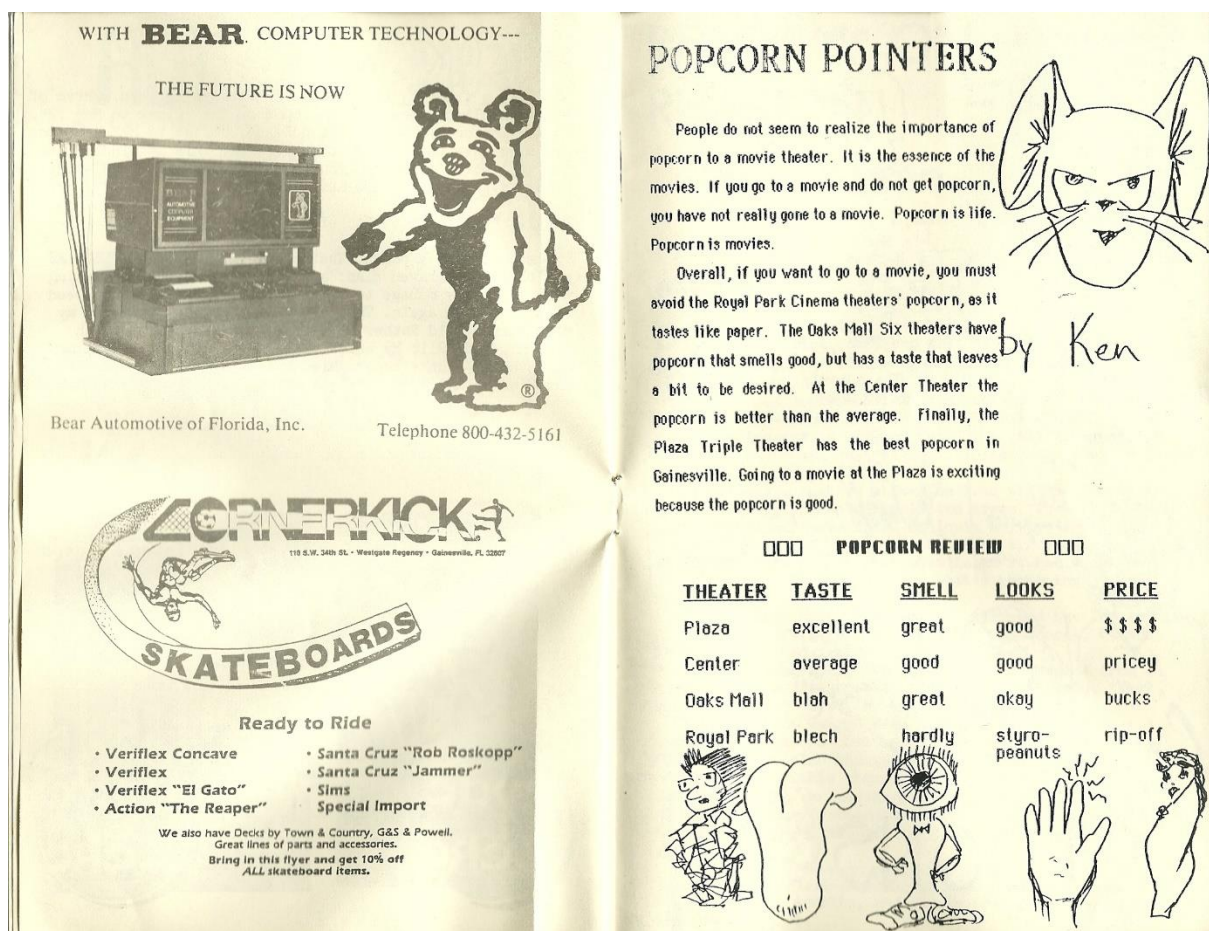 WITH BEAR. COMPUTER TECHNOLOGY---
THE FUTURE IS NOW
BEAR
AUTOMOTIVE
COMPUTER
EQUIPMENT
®
Bear Automotive of Florida, Inc.
Telephone 800-432-5161
CORNERKICK
119 S.W. 34th St. • Westgate Regency • Gainesville, FL 32607
SKATEBOARDS
Ready to Ride
• Veriflex Concave
• Veriflex
• Veriflex "El Gato"
• Action "The Reaper"
• Santa Cruz "Rob Roskopp"
• Santa Cruz "Jammer"
• Sims
Special Import
We also have Decks by Town & Country, G&S & Powell.
Great lines of parts and accessories.
Bring in this flyer and get 10% off
ALL skateboard items.
POPCORN POINTERS
People do not seem to realize the importance of
popcorn to a movie theater. It is the essence of the
movies. If you go to a movie and do not get popcorn,
you have not really gone to a movie. Popcorn is life.
Popcorn is movies.
Overall, if you want to go to a movie, you must
avoid the Royal Park Cinema theaters' popcorn, as it
tastes like paper. The Oaks Mall Six theaters have
popcorn that smells good, but has a taste that leaves
a bit to be desired. At the Center Theater the
popcorn is better than the average. Finally, the
Plaza Triple Theater has the best popcorn in
Gainesville. Going to a movie at the Plaza is exciting
because the popcorn is good.
by Ken
POPCORN REVIEW
THEATER TASTE SMELL LOOKS PRICE
Plaza excellent great good $$$$
Center average good good pricey
Oaks Mall blah great okay bucks
Royal Park blech hardly styro- rip-off
peanuts